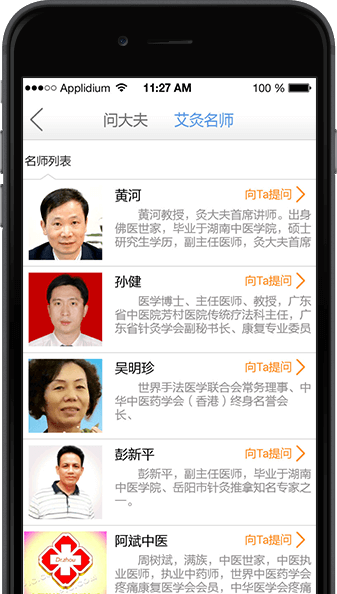 Applidium
11:27 AM
100 %
问大夫 艾灸名师
名师列表
黄河 向Ta提问
黄河教授，灸大夫首席讲师。出身
佛医世家，毕业于湖南中医学院，硕士
研究生学历，副主任医师，灸大夫首席
孙健 向Ta提问
医学博士、主任医师、教授，广东
省中医院芳村医院传统疗法科主任，广
东省针灸学会副秘书长、康复专业委员
吴明珍 向Ta提问
世界手法医学联合会常务理事、中
华中医药学会（香港）终身名誉会
长、
彭新平 向Ta提问
彭新平，副主任医师，毕业于湖南
中医学院、岳阳市针灸推拿知名专家之
一。
阿斌中医 向Ta提问
Dr.zhou
周树斌，满族，中医世家，中医执
业医师，执业中药师，世界中医药学会
疼痛康复医学会会员，中华医学会疼痛